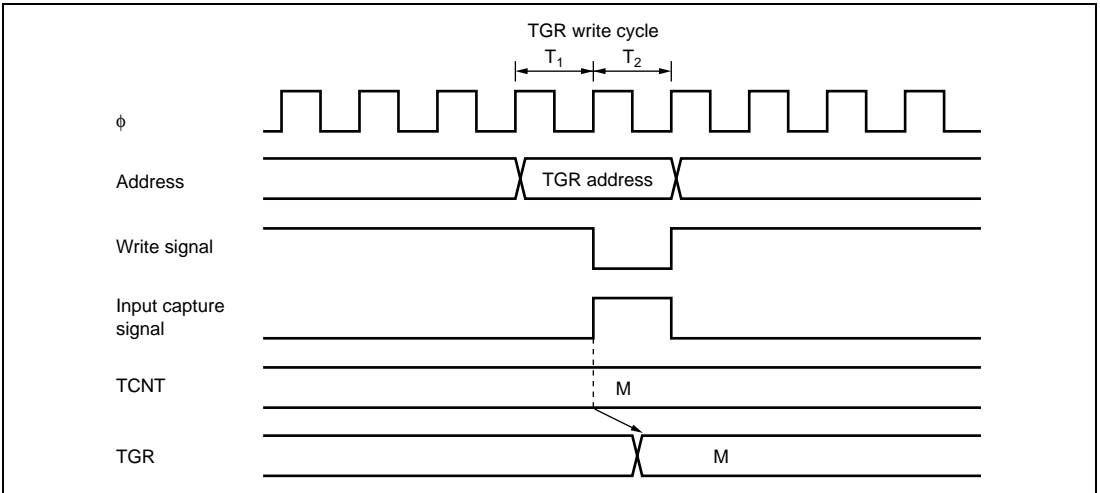 TGR write cycle
T₁ T₂
ϕ
Address TGR address
Write signal
Input capture
signal
TCNT M
TGR M